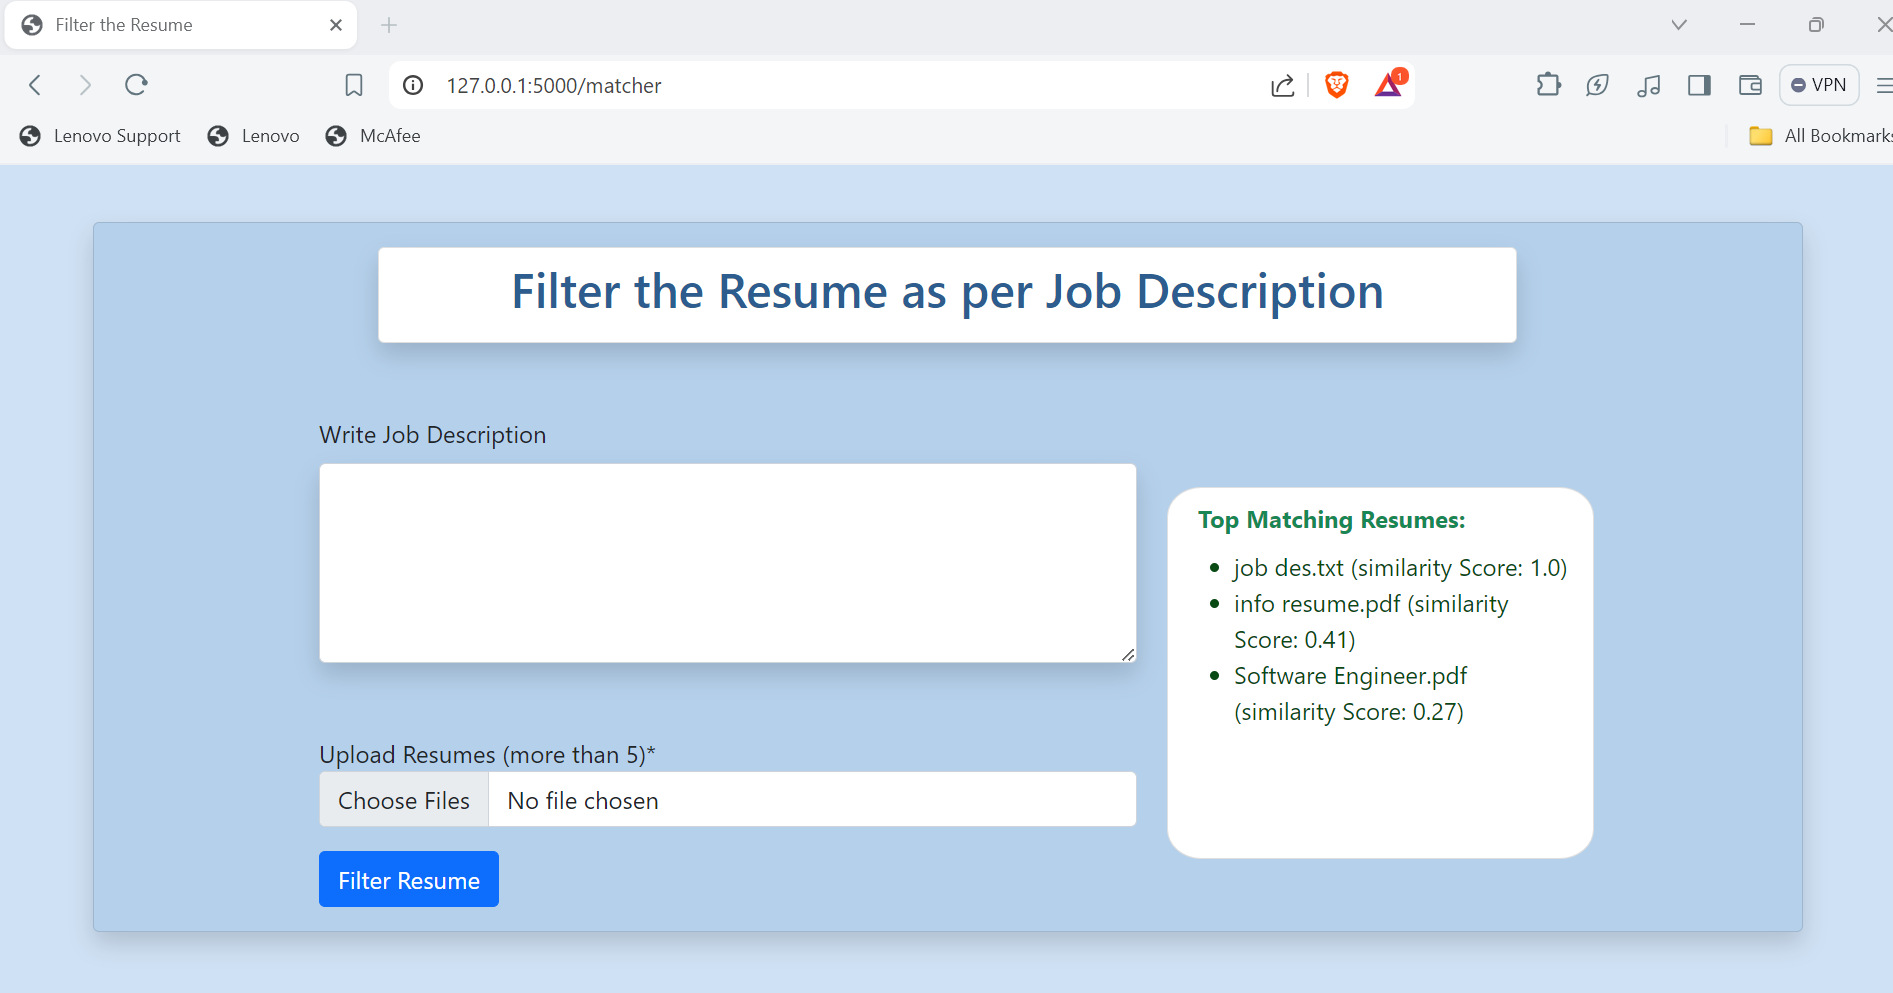 Filter the Resume
127.0.0.1:5000/matcher
1
VPN
Lenovo Support
Lenovo
McAfee
All Bookmarks
Filter the Resume as per Job Description
Write Job Description
Top Matching Resumes:
job des.txt (similarity Score: 1.0)
info resume.pdf (similarity
Score: 0.41)
Software Engineer.pdf
(similarity Score: 0.27)
Upload Resumes (more than 5)*
Choose Files No file chosen
Filter Resume